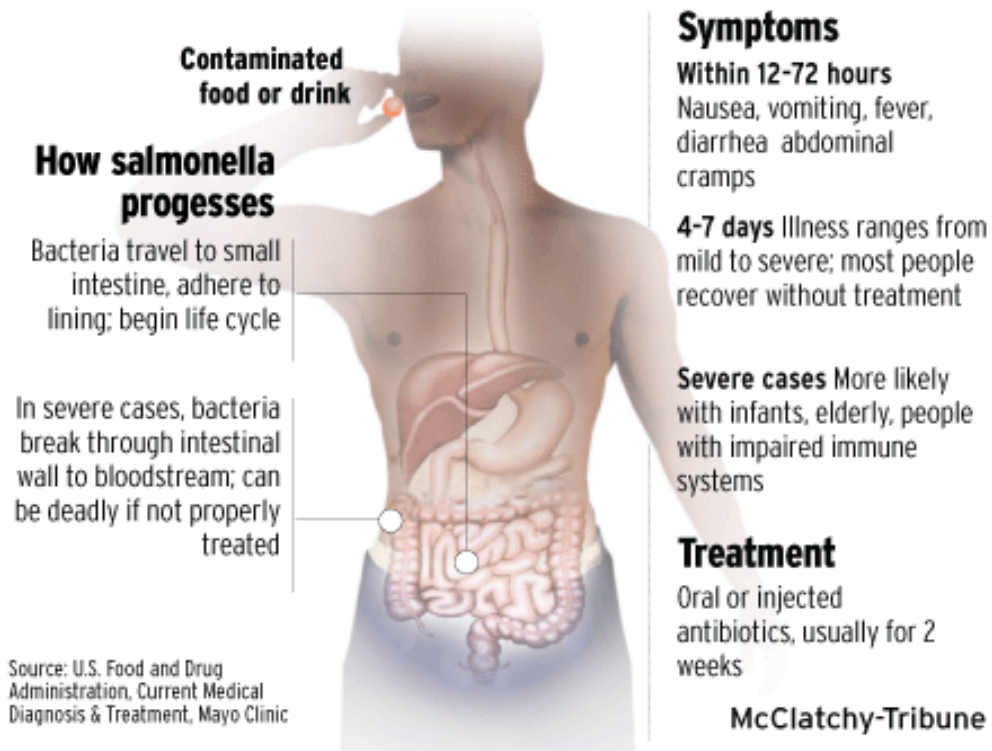 Contaminated
food or drink
How salmonella
progesses
Bacteria travel to small
intestine, adhere to
lining; begin life cycle
In severe cases, bacteria
break through intestinal
wall to bloodstream; can
be deadly if not properly
treated
Source: U.S. Food and Drug
Administration, Current Medical
Diagnosis & Treatment, Mayo Clinic
Symptoms
Within 12-72 hours
Nausea, vomiting, fever,
diarrhea abdominal
cramps
4-7 days Illness ranges from
mild to severe; most people
recover without treatment
Severe cases More likely
with infants, elderly, people
with impaired immune
systems
Treatment
Oral or injected
antibiotics, usually for 2
weeks
McClatchy-Tribune